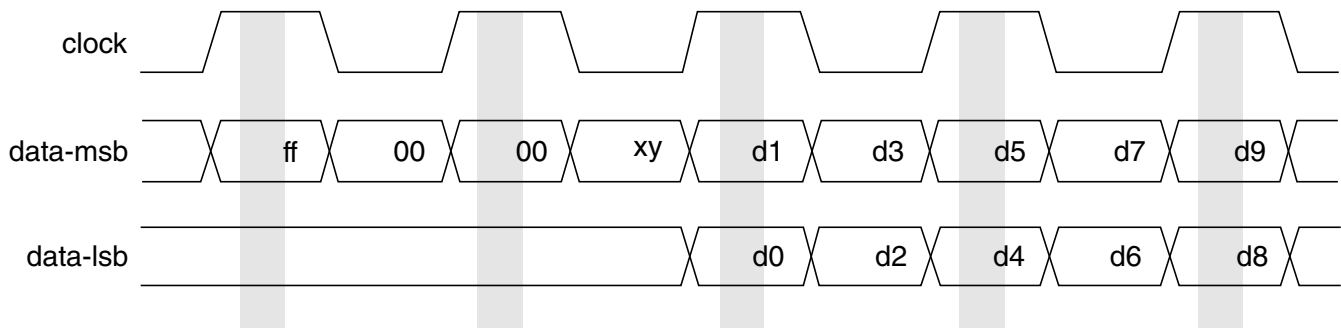 clock
data-msb ff 00 00 xy d1 d3 d5 d7 d9
data-lsb d0 d2 d4 d6 d8